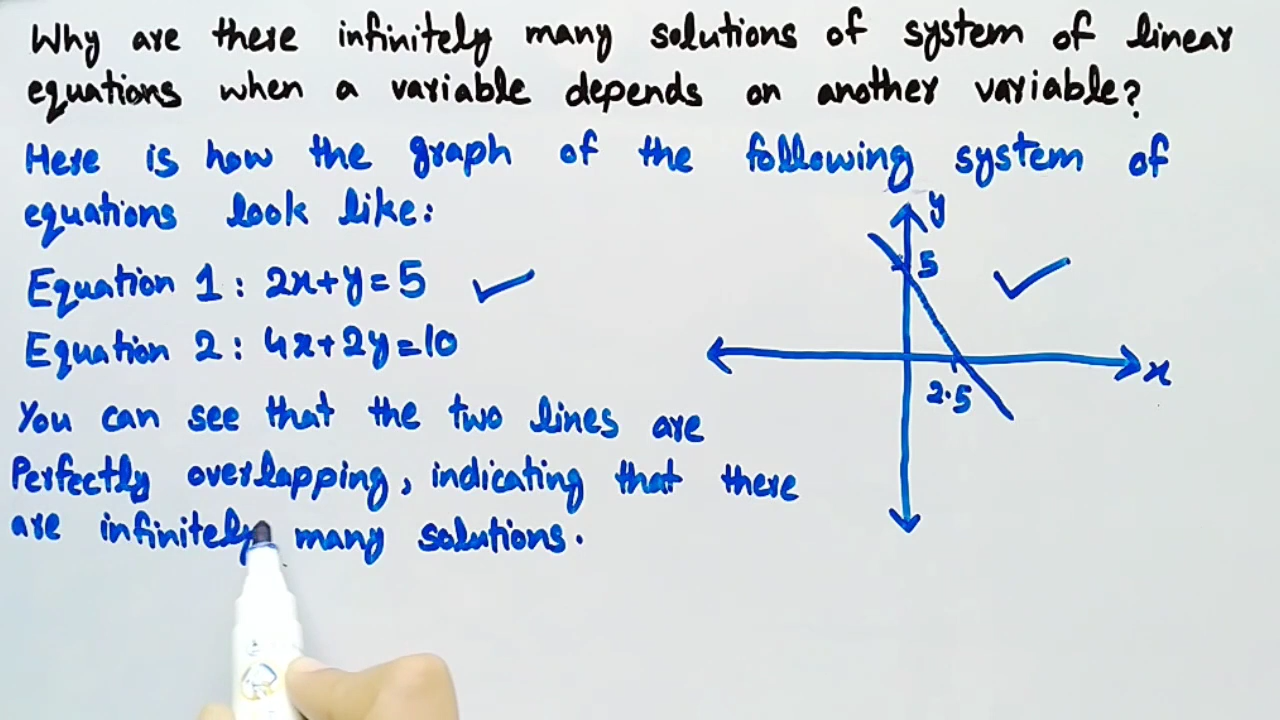 Why are there infinitely many solutions of system of linear
equations when a variable depends on another variable?
Here is how the graph of the following system of
equations look like:
Equation 1: 2x+y=5
Equation 2: 4x+2y=10
You can see that the two lines are
Perfectly overlapping, indicating that there
are infinitely many solutions.
y
5
x
2.5